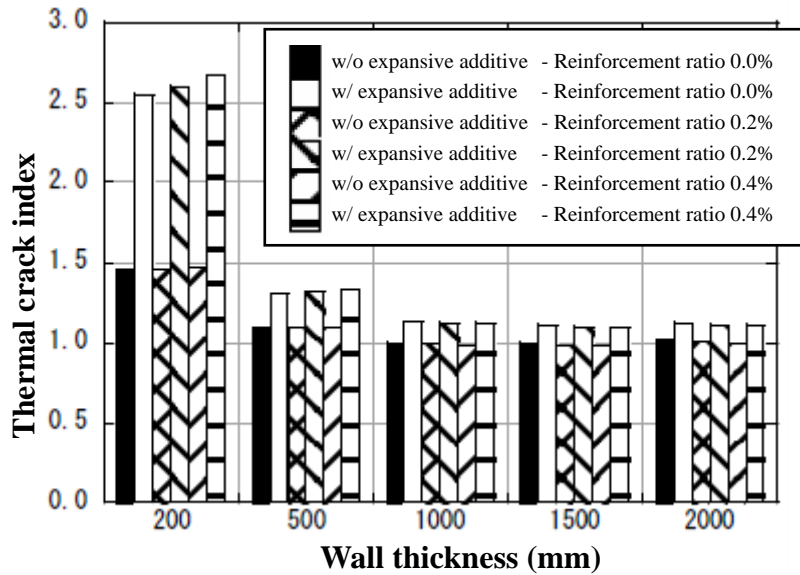 3.0
2.5
2.0
1.5
1.0
0.5
0.0
Thermal crack index
w/o expansive additive - Reinforcement ratio 0.0%
w/ expansive additive - Reinforcement ratio 0.0%
w/o expansive additive - Reinforcement ratio 0.2%
w/ expansive additive - Reinforcement ratio 0.2%
w/o expansive additive - Reinforcement ratio 0.4%
w/ expansive additive - Reinforcement ratio 0.4%
200 500 1000 1500 2000
Wall thickness (mm)